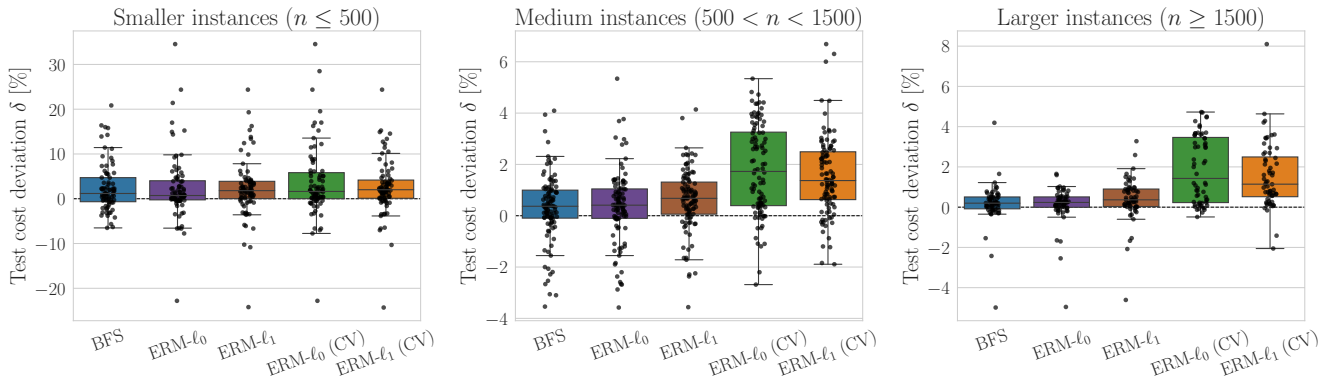 Smaller instances (n ≤ 500)
Test cost deviation δ [%]
30
20
10
0
−10
−20
BFS
ERM-ℓ0
ERM-ℓ1
ERM-ℓ0 (CV)
ERM-ℓ1 (CV)
Medium instances (500 < n < 1500)
Test cost deviation δ [%]
6
4
2
0
−2
−4
BFS
ERM-ℓ0
ERM-ℓ1
ERM-ℓ0 (CV)
ERM-ℓ1 (CV)
Larger instances (n ≥ 1500)
Test cost deviation δ [%]
8
6
4
2
0
−2
−4
BFS
ERM-ℓ0
ERM-ℓ1
ERM-ℓ0 (CV)
ERM-ℓ1 (CV)